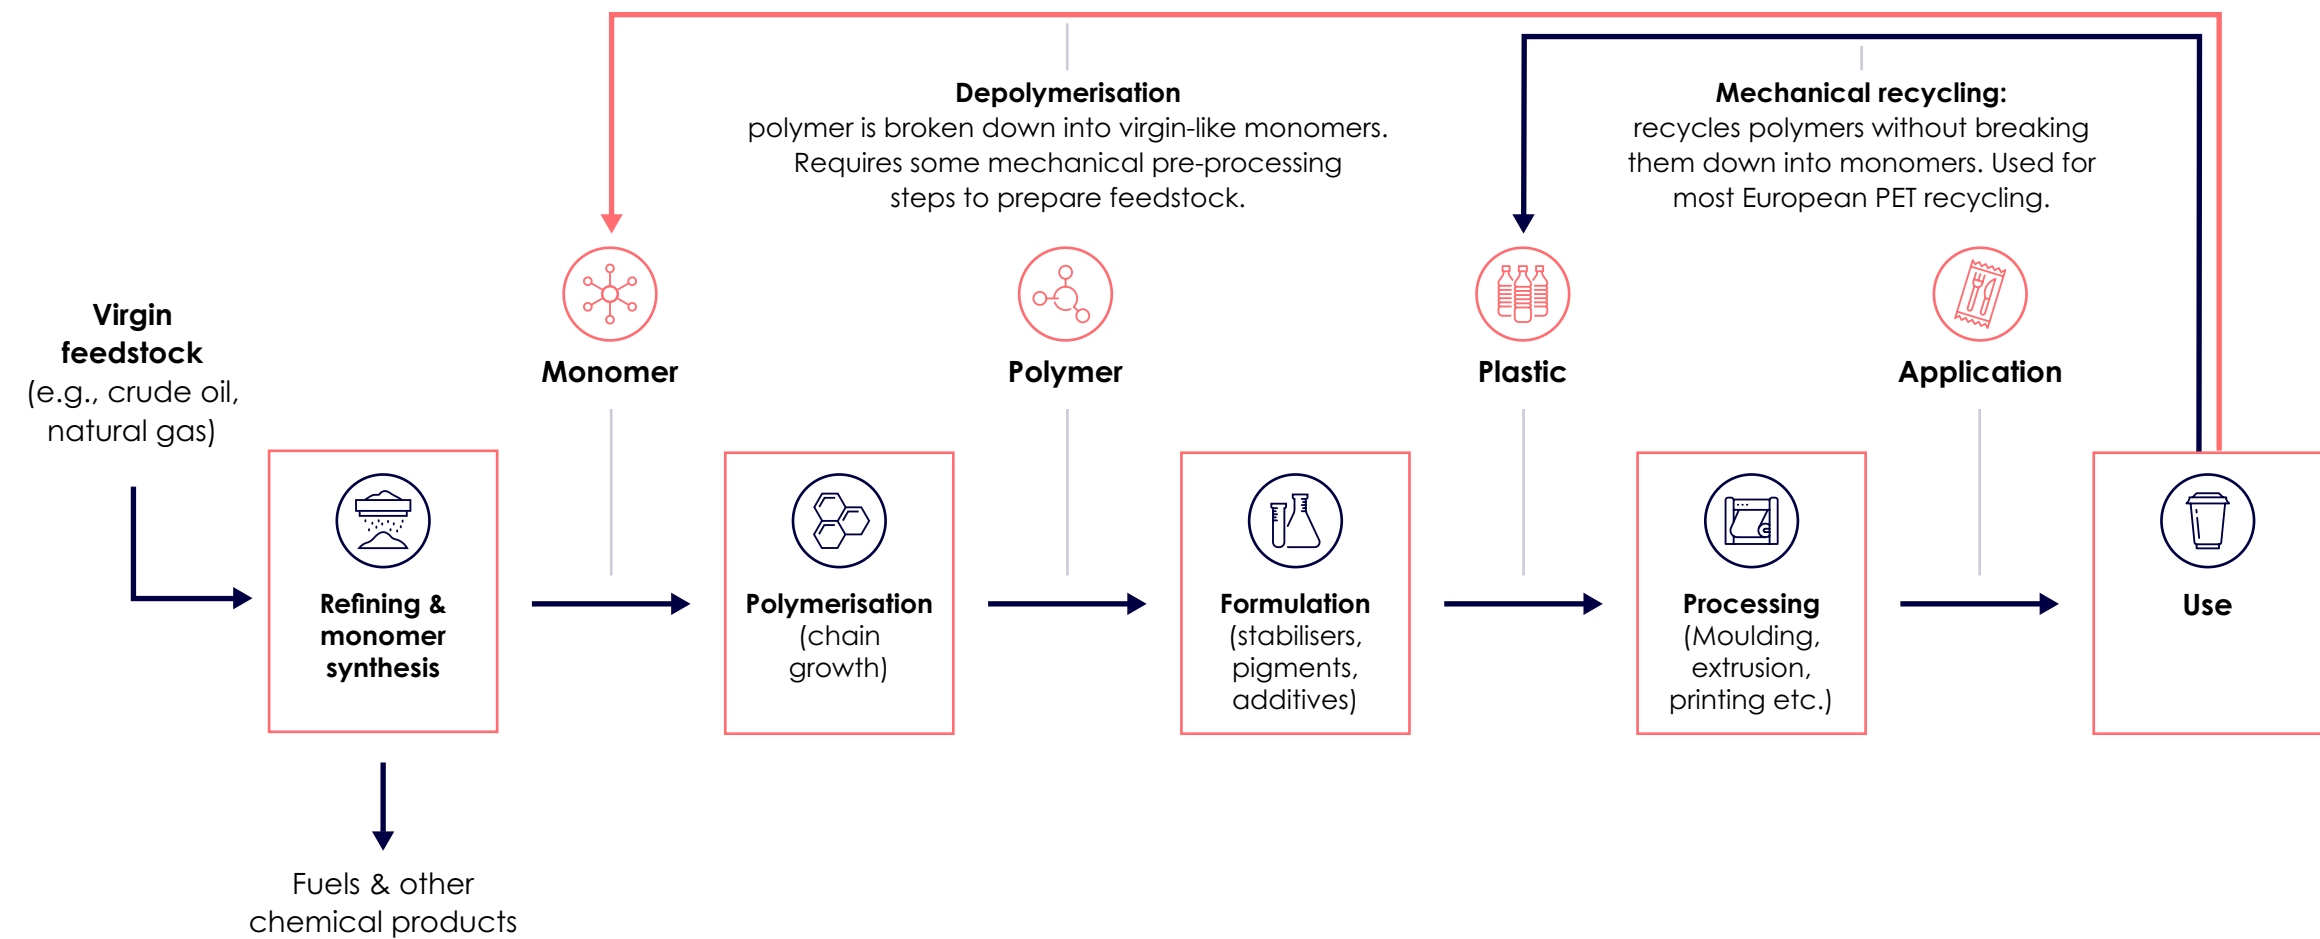 Depolymerisation
polymer is broken down into virgin-like monomers.
Requires some mechanical pre-processing
steps to prepare feedstock.
Mechanical recycling:
recycles polymers without breaking
them down into monomers. Used for
most European PET recycling.
Virgin
feedstock
(e.g., crude oil,
natural gas)
Monomer
Polymer
Plastic
Application
Refining &
monomer
synthesis
Polymerisation
(chain
growth)
Formulation
(stabilisers,
pigments,
additives)
Processing
(Moulding,
extrusion,
printing etc.)
Use
Fuels & other
chemical products